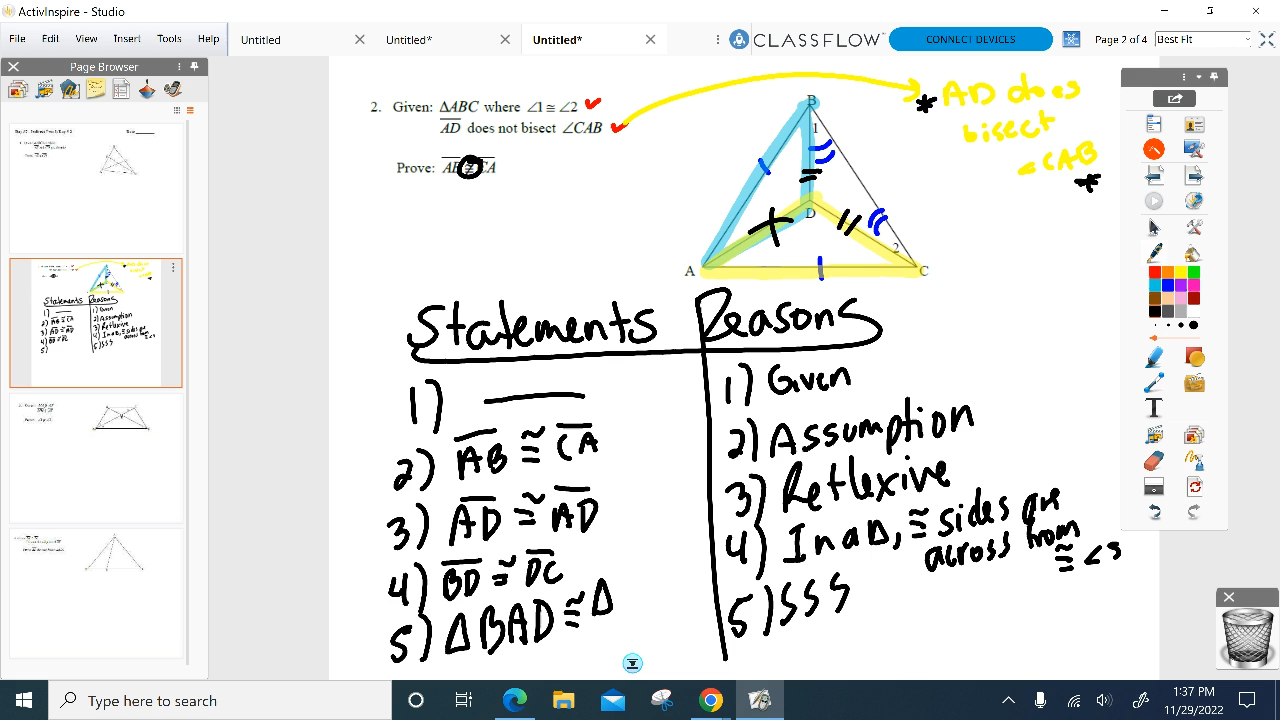 ActivInspire - Studio
File Edit View Insert Tools Help
Untitled
Untitled*
Untitled*
CLASSFLOW
CONNECT DEVICES
Page 2 of 4
Best Fit
Page Browser
2. Given: ΔABC where ∠1 ≅ ∠2
AD does not bisect ∠CAB
Prove: AB ≅ CA
AD does
bisect
∠CAB
B
1
D
2
A
C
Statements
Reasons
1)
1) Given
2) AB ≅ CA
2) Assumption
3) AD ≅ AD
3) Reflexive
4) BD ≅ DC
4) In a Δ, ≅ sides are
across from
≅ ∠s
5) ΔBAD ≅ Δ
5) SSS
Type here to search
1:37 PM
11/29/2022